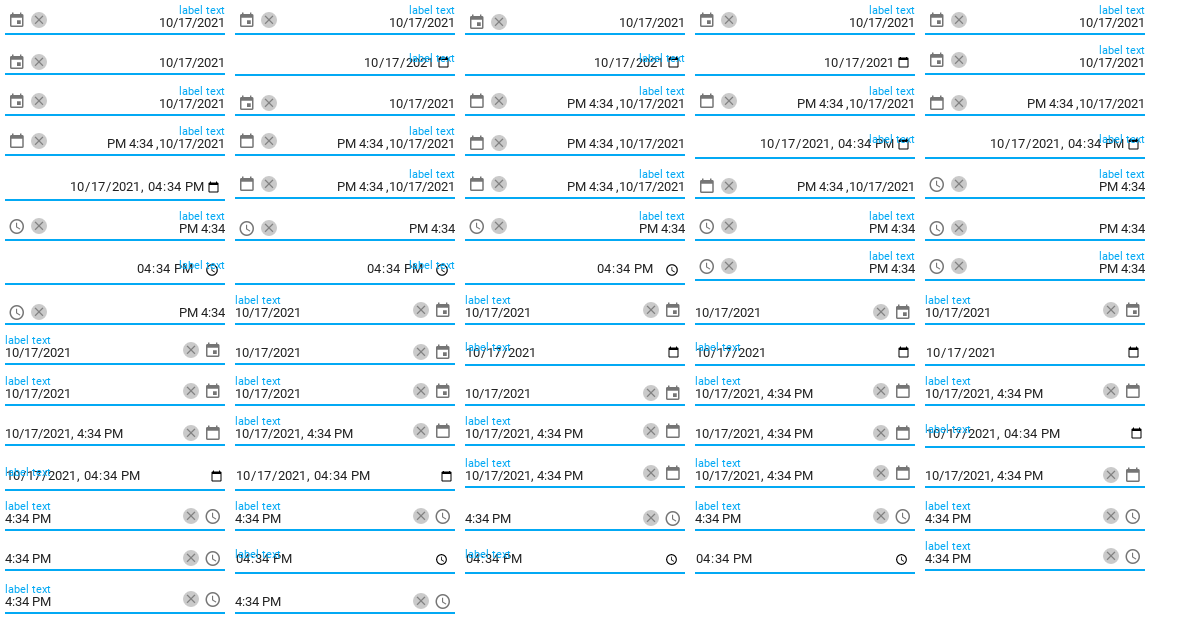 label text
10/17/2021
label text
10/17/2021
10/17/2021
label text
10/17/2021
label text
10/17/2021
10/17/2021
label text
10/17/2021
label text
10/17/2021
10/17/2021
label text
10/17/2021
label text
10/17/2021
10/17/2021
label text
PM 4:34 ,10/17/2021
label text
PM 4:34 ,10/17/2021
PM 4:34 ,10/17/2021
label text
PM 4:34 ,10/17/2021
label text
PM 4:34 ,10/17/2021
PM 4:34 ,10/17/2021
label text
10/17/2021, 04:34 PM
label text
10/17/2021, 04:34 PM
10/17/2021, 04:34 PM
label text
PM 4:34 ,10/17/2021
label text
PM 4:34 ,10/17/2021
PM 4:34 ,10/17/2021
label text
PM 4:34
label text
PM 4:34
PM 4:34
label text
PM 4:34
label text
PM 4:34
PM 4:34
label text
04:34 PM
label text
04:34 PM
04:34 PM
label text
PM 4:34
label text
PM 4:34
PM 4:34
label text
10/17/2021
label text
10/17/2021
10/17/2021
label text
10/17/2021
label text
10/17/2021
10/17/2021
label text
10/17/2021
label text
10/17/2021
10/17/2021
label text
10/17/2021
label text
10/17/2021
10/17/2021
label text
10/17/2021, 4:34 PM
label text
10/17/2021, 4:34 PM
10/17/2021, 4:34 PM
label text
10/17/2021, 4:34 PM
label text
10/17/2021, 4:34 PM
10/17/2021, 4:34 PM
label text
10/17/2021, 04:34 PM
label text
10/17/2021, 04:34 PM
10/17/2021, 04:34 PM
label text
10/17/2021, 4:34 PM
label text
10/17/2021, 4:34 PM
10/17/2021, 4:34 PM
label text
4:34 PM
label text
4:34 PM
4:34 PM
label text
4:34 PM
label text
4:34 PM
4:34 PM
label text
04:34 PM
label text
04:34 PM
04:34 PM
label text
4:34 PM
label text
4:34 PM
4:34 PM